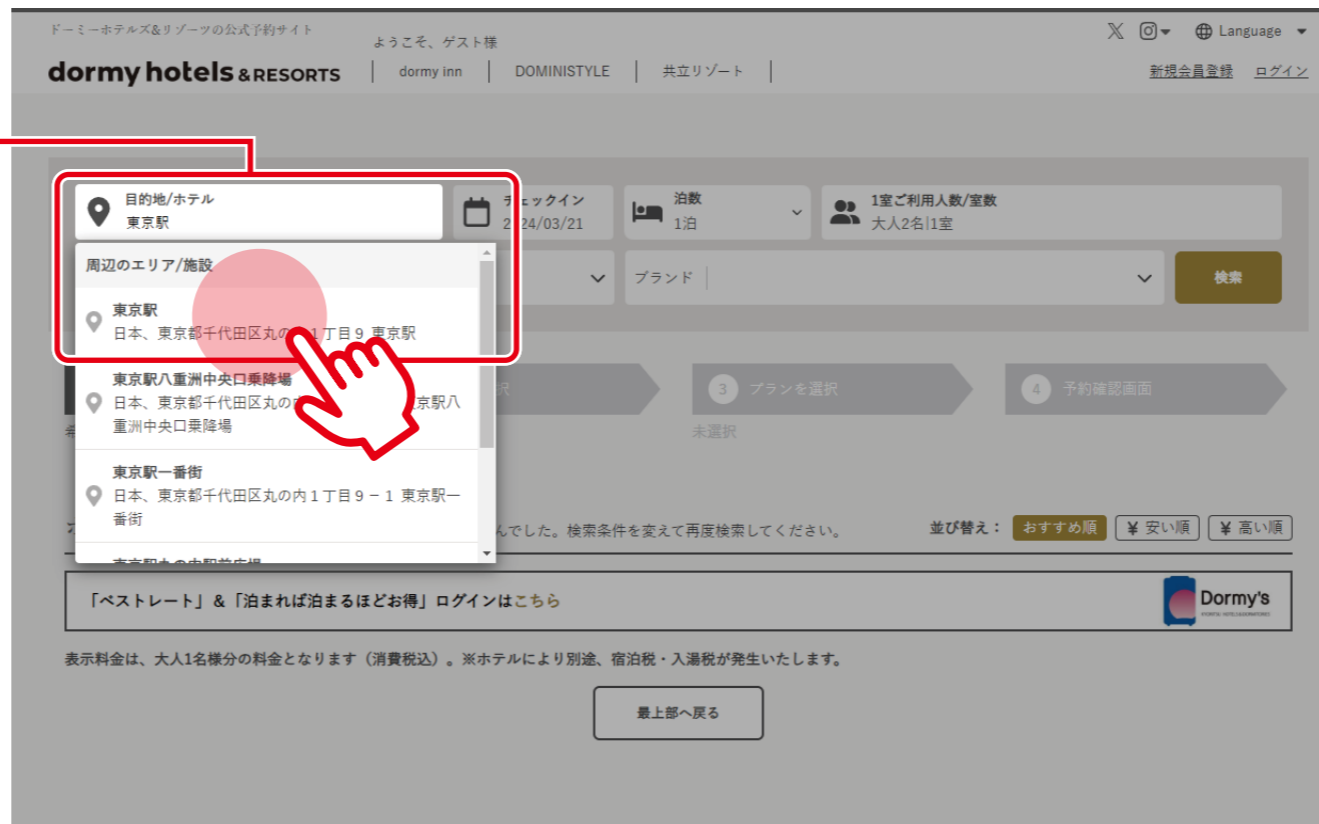 ドーミーホテルズ&リゾーツの公式予約サイト
ようこそ、ゲスト様
Language
dormy hotels & RESORTS
dormy inn
DOMINISTYLE
共立リゾート
新規会員登録
ログイン
目的地/ホテル
東京駅
チェックイン
2024/03/21
泊数
1泊
1室ご利用人数/室数
大人2名|1室
周辺のエリア/施設
ブランド
検索
東京駅
日本、東京都千代田区丸の 1丁目9 東京駅
東京駅八重洲中央口乗降場
日本、東京都千代田区丸の 京駅八
重洲中央口乗降場
択
3 プランを選択
4 予約確認画面
未選択
東京駅一番街
日本、東京都千代田区丸の内1丁目9−1 東京駅一
番街
んでした。検索条件を変えて再度検索してください。
並び替え：
おすすめ順
¥ 安い順
¥ 高い順
「ベストレート」&「泊まれば泊まるほどお得」ログインはこちら
Dormy's
表示料金は、大人1名様分の料金となります（消費税込）。※ホテルにより別途、宿泊税・入湯税が発生いたします。
最上部へ戻る